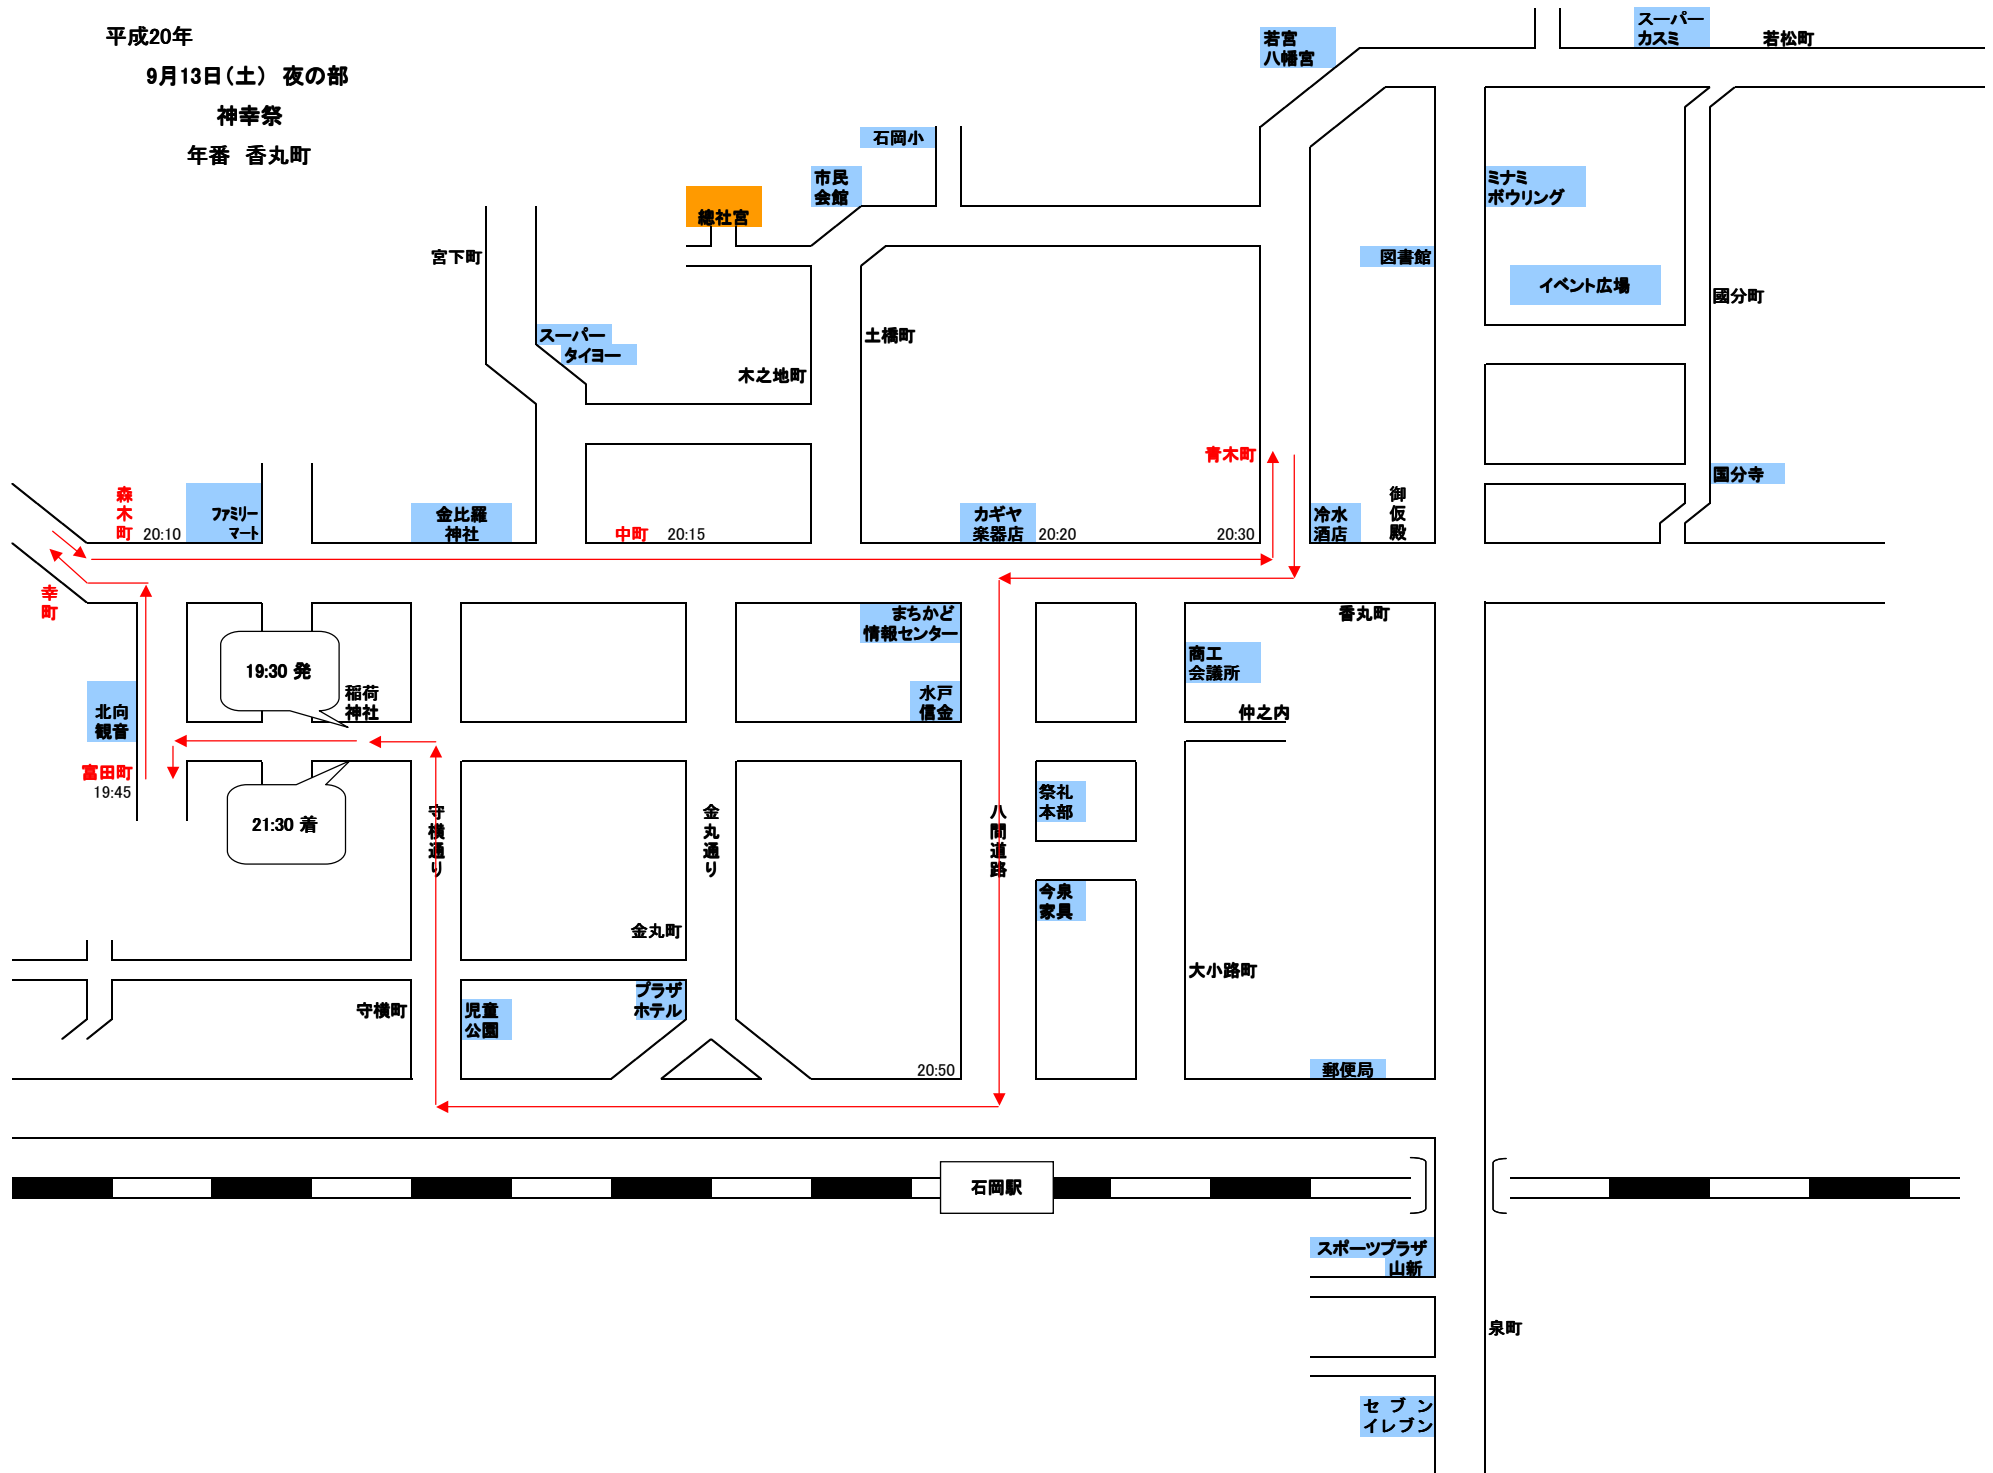 平成20年
9月13日(土) 夜の部
神幸祭
年番 香丸町
若宮
八幡宮
スーパー
カスミ
若松町
石岡小
市民
会館
總社宮
ミナミ
ボウリング
宮下町
図書館
イベント広場
國分町
スーパー
タイヨー
土橋町
木之地町
青木町
国分寺
森木町
20:10
ファミリー
マート
金比羅
神社
中町
20:15
カギヤ
楽器店
20:20
20:30
冷水
酒店
御仮殿
幸町
まちかど
情報センター
香丸町
19:30 発
稲荷
神社
商工
会議所
北向
観音
水戸
信金
仲之内
富田町
19:45
21:30 着
守横通り
金丸通り
八間道路
祭礼
本部
今泉
家具
金丸町
大小路町
守横町
児童
公園
プラザ
ホテル
20:50
郵便局
石岡駅
スポーツプラザ
山新
泉町
セブン
イレブン